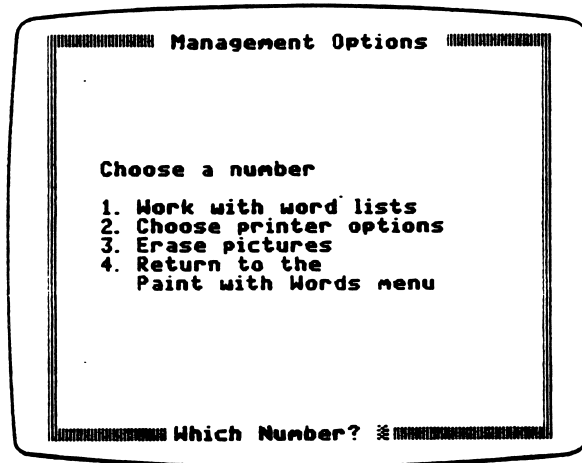 Management Options
Choose a number
1. Work with word lists
2. Choose printer options
3. Erase pictures
4. Return to the
Paint with Words menu
Which Number?